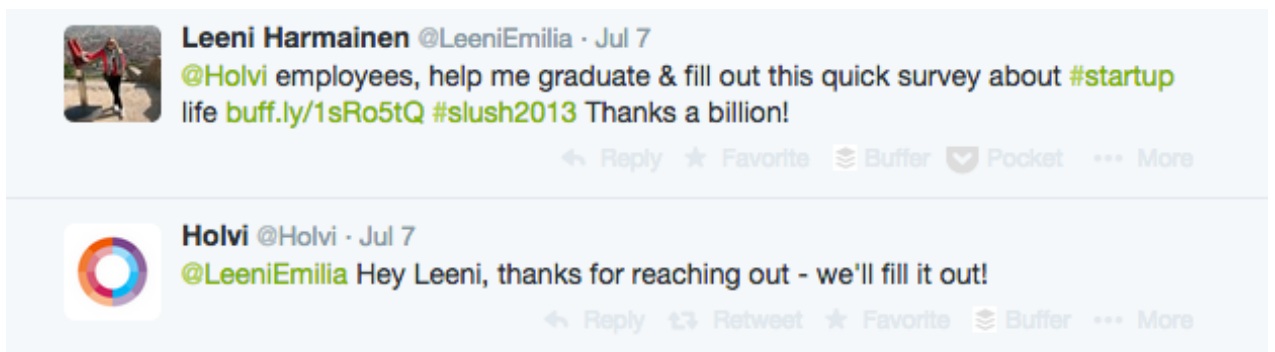 Leeni Harmainen @LeeniEmilia · Jul 7
@Holvi employees, help me graduate & fill out this quick survey about #startup
life buff.ly/1sRo5tQ #slush2013 Thanks a billion!
Reply Favorite Buffer Pocket ••• More
Holvi @Holvi · Jul 7
@LeeniEmilia Hey Leeni, thanks for reaching out - we'll fill it out!
Reply Retweet Favorite Buffer ••• More